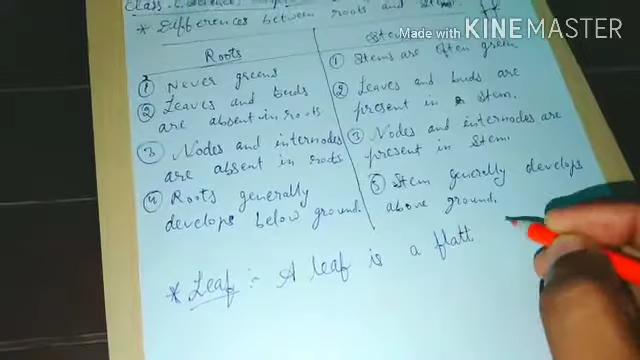 Made with KINEMASTER
* Differences between roots and
Roots
① Never greens
② Leaves and buds
are absent in roots
③ Nodes and internodes
are absent in roots
④ Roots generally
develops below ground.
① Stems are often green
② Leaves and buds are
present in stem.
③ Nodes and internodes are
present in stem.
Stem generally develops
above ground.
* Leaf :- A leaf is a flatt